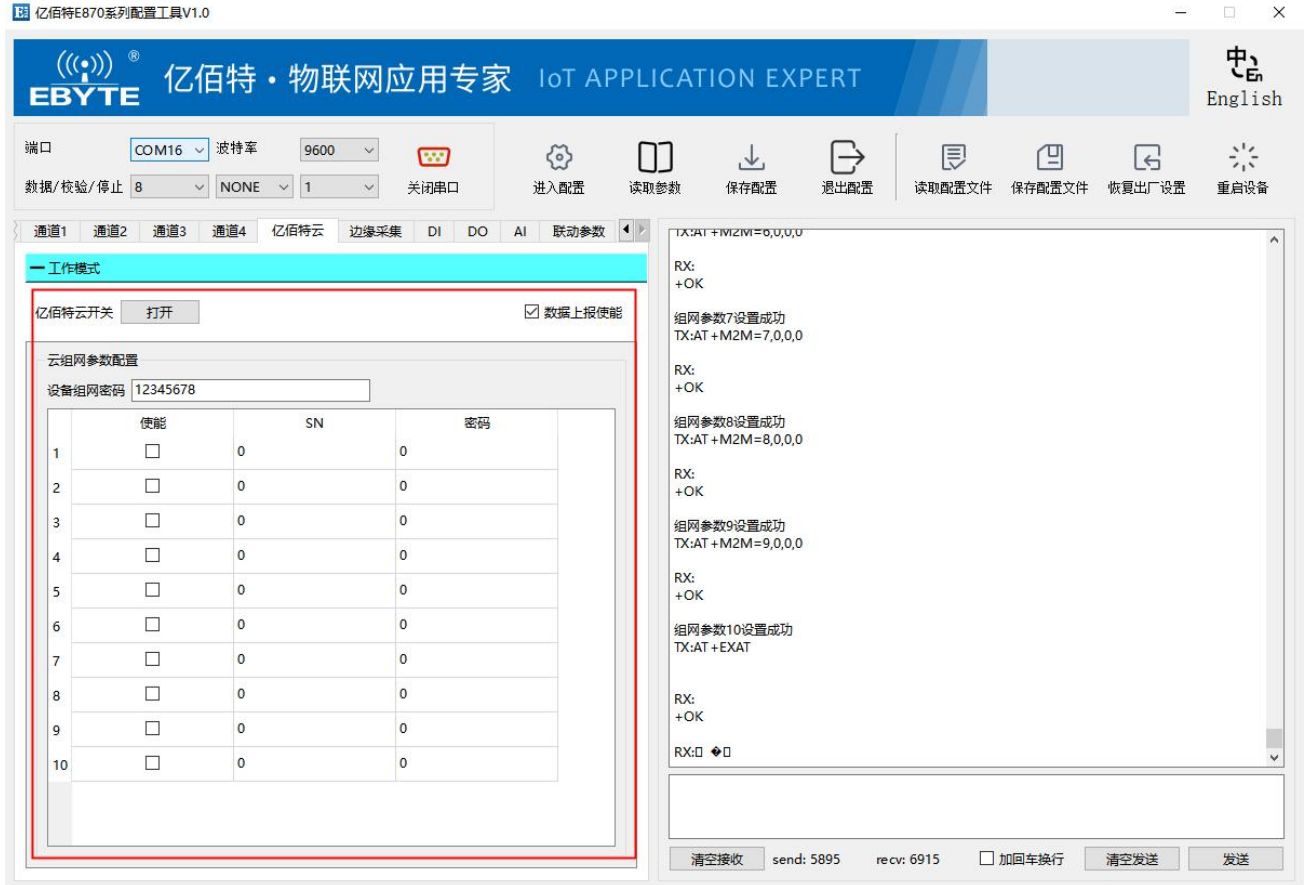 亿佰特E870系列配置工具V1.0
EBYTE ® 亿佰特·物联网应用专家 IoT APPLICATION EXPERT
中 En
English
端口 COM16 波特率 9600
数据/校验/停止 8 NONE 1 关闭串口
进入配置 读取参数 保存配置 退出配置 读取配置文件 保存配置文件 恢复出厂设置 重启设备
通道1 通道2 通道3 通道4 亿佰特云 边缘采集 DI DO AI 联动参数
工作模式
亿佰特云开关 打开 数据上报使能
云组网参数配置
设备组网密码 12345678
使能 SN 密码
1 0 0
2 0 0
3 0 0
4 0 0
5 0 0
6 0 0
7 0 0
8 0 0
9 0 0
10 0 0
TX:AT+M2M=6,0,0,0
RX:
+OK
组网参数7设置成功
TX:AT+M2M=7,0,0,0
RX:
+OK
组网参数8设置成功
TX:AT+M2M=8,0,0,0
RX:
+OK
组网参数9设置成功
TX:AT+M2M=9,0,0,0
RX:
+OK
组网参数10设置成功
TX:AT+EXAT
RX:
+OK
RX:
清空接收 send: 5895 recv: 6915 加回车换行 清空发送 发送